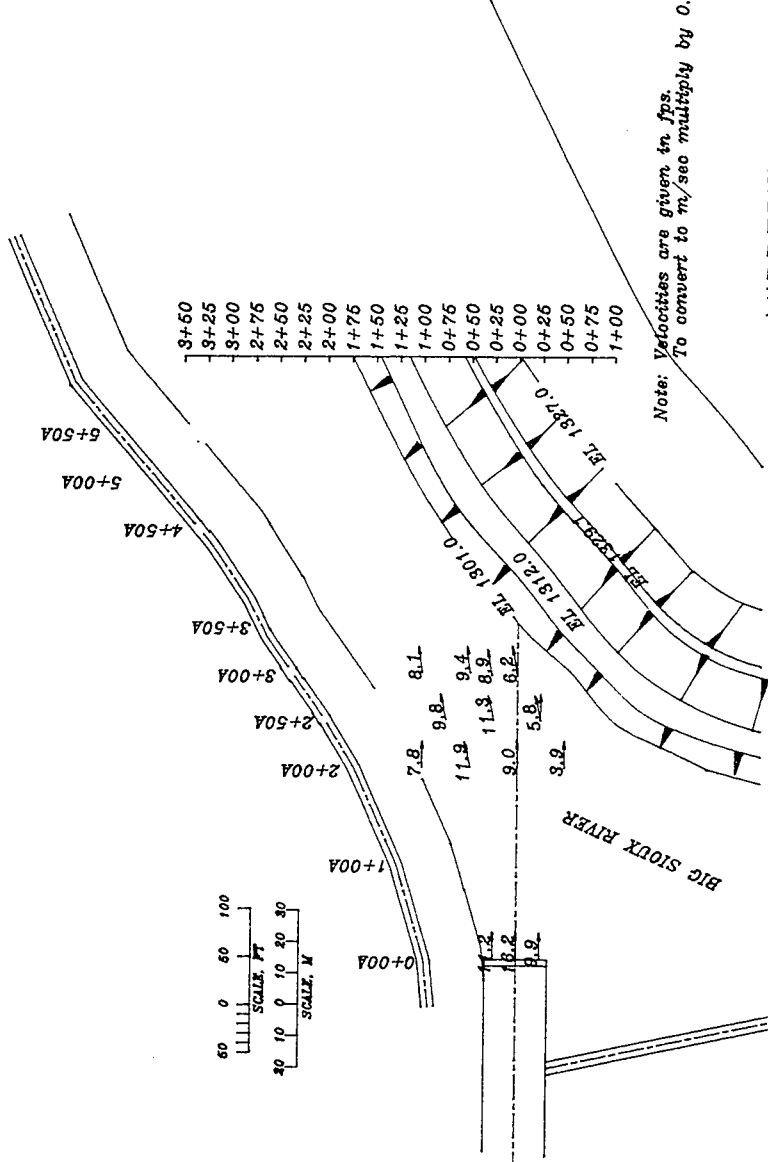 3+50
3+25
3+00
2+75
2+50
2+25
2+00
1+75
1+50
1+25
1+00
0+75
0+50
0+25
0+00
0+25
0+50
0+75
1+00
5+50A
5+00A
4+50A
3+50A
3+00A
2+50A
2+00A
1+00A
0+00A
Note: Velocities are given in fps.
To convert to m/sec multiply by 0.
EL 1327.0
EL 1329.1
EL 1312.0
EL 1301.0
8.1
9.4
8.9
6.2
9.8
11.3
5.8
7.8
11.9
9.0
3.9
BIG SIOUX RIVER
16.2
9.9
50 0 50 100
SCALE, FT
20 10 0 10 20 30
SCALE, M